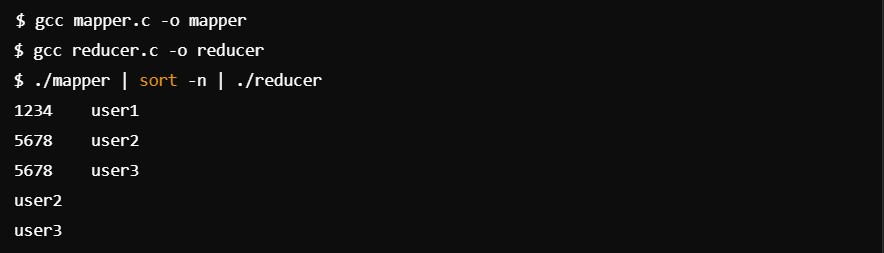 $ gcc mapper.c -o mapper
$ gcc reducer.c -o reducer
$ ./mapper | sort -n | ./reducer
1234    user1
5678    user2
5678    user3
user2
user3